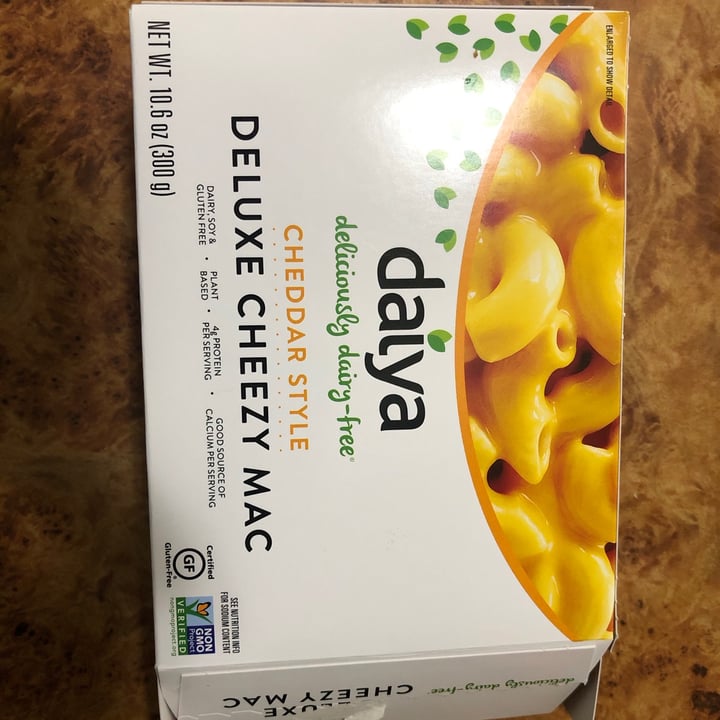 ENLARGED TO SHOW DETAIL
daiya
deliciously dairy-free®
CHEDDAR STYLE
DELUXE CHEEZY MAC
DAIRY, SOY &
GLUTEN FREE
•
PLANT
BASED
•
4g PROTEIN
PER SERVING
•
GOOD SOURCE OF
CALCIUM PER SERVING
NET WT. 10.6 oz (300 g)
Certified
GF®
Gluten-Free
SEE NUTRITION INFO
FOR SODIUM CONTENT
NON
GMO
Project
VERIFIED
nongmoproject.org
deliciously dairy-free
CHEEZY MAC